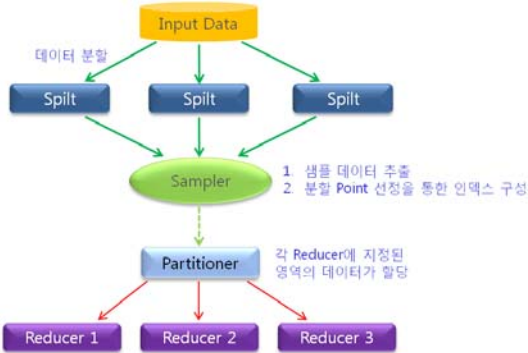 Input Data
데이터 분할
Spilt
Spilt
Spilt
Sampler
1. 샘플 데이터 추출
2. 분할 Point 선정을 통한 인덱스 구성
Partitioner
각 Reducer에 지정된
영역의 데이터가 할당
Reducer 1
Reducer 2
Reducer 3